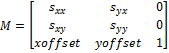 M = [ s_xx s_yx 0
s_xy s_yy 0
xoffset yoffset 1 ]